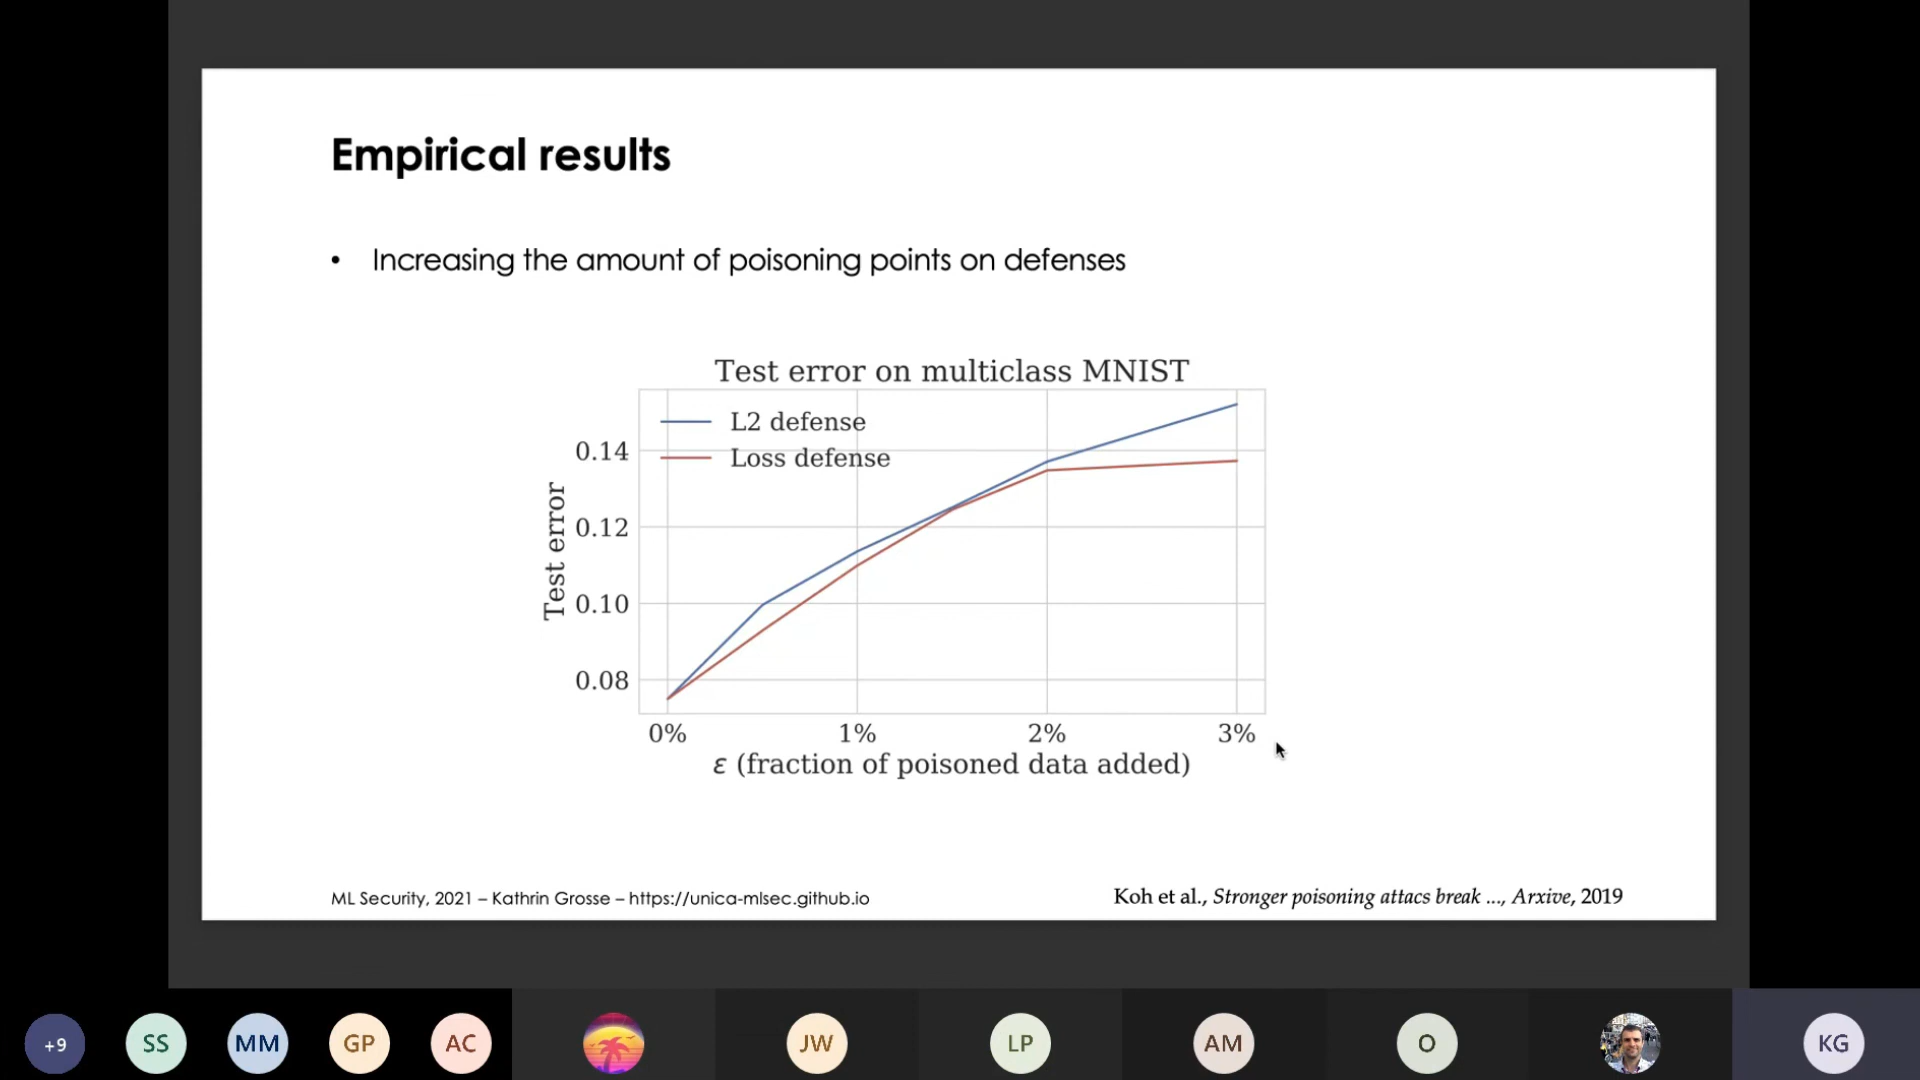 Empirical results
• Increasing the amount of poisoning points on defenses
Test error on multiclass MNIST
L2 defense
Loss defense
Test error
0.14
0.12
0.10
0.08
0% 1% 2% 3%
ε (fraction of poisoned data added)
ML Security, 2021 – Kathrin Grosse – https://unica-mlsec.github.io
Koh et al., Stronger poisoning attacs break ..., Arxive, 2019
+9 SS MM GP AC JW LP AM O KG